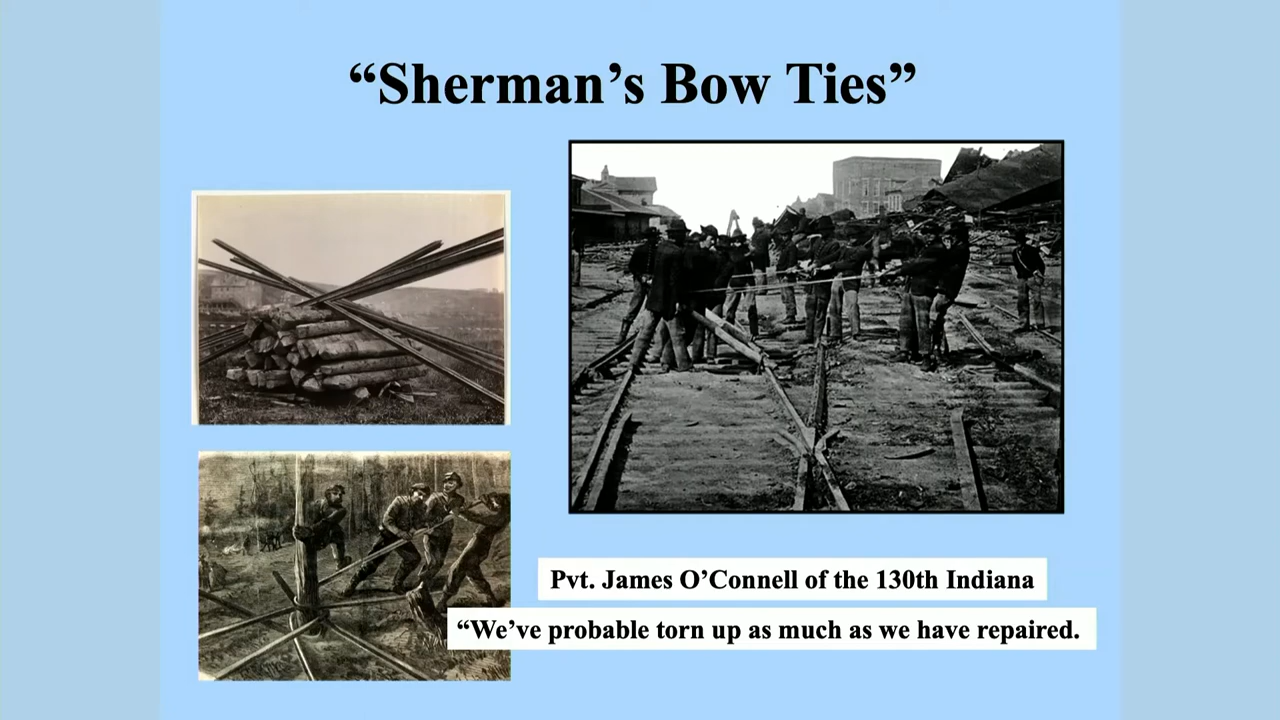 “Sherman’s Bow Ties”
Pvt. James O’Connell of the 130th Indiana
“We’ve probable torn up as much as we have repaired.